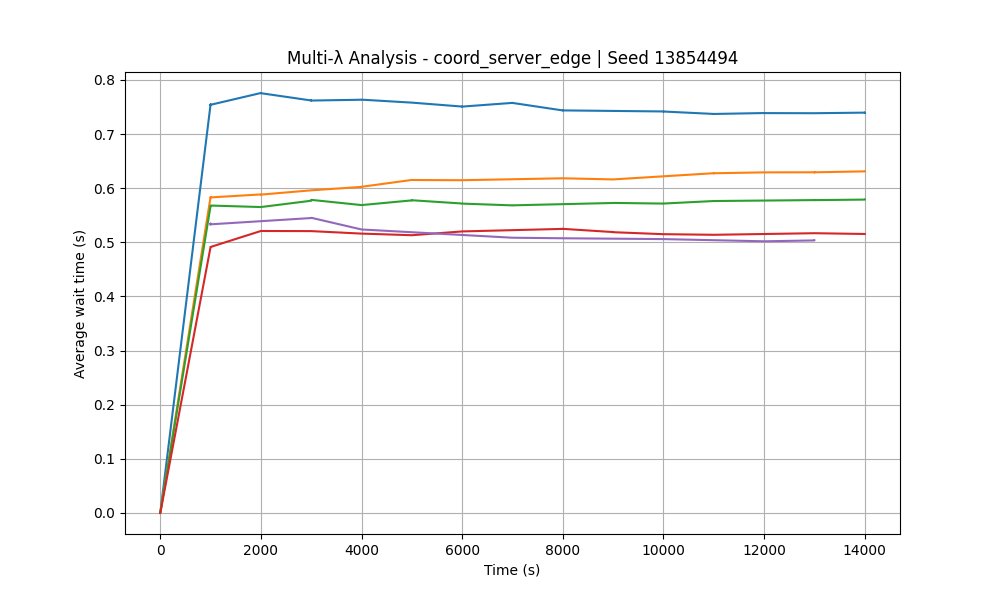 Multi-λ Analysis - coord_server_edge | Seed 13854494
Average wait time (s)
0.8
0.7
0.6
0.5
0.4
0.3
0.2
0.1
0.0
0 2000 4000 6000 8000 10000 12000 14000
Time (s)